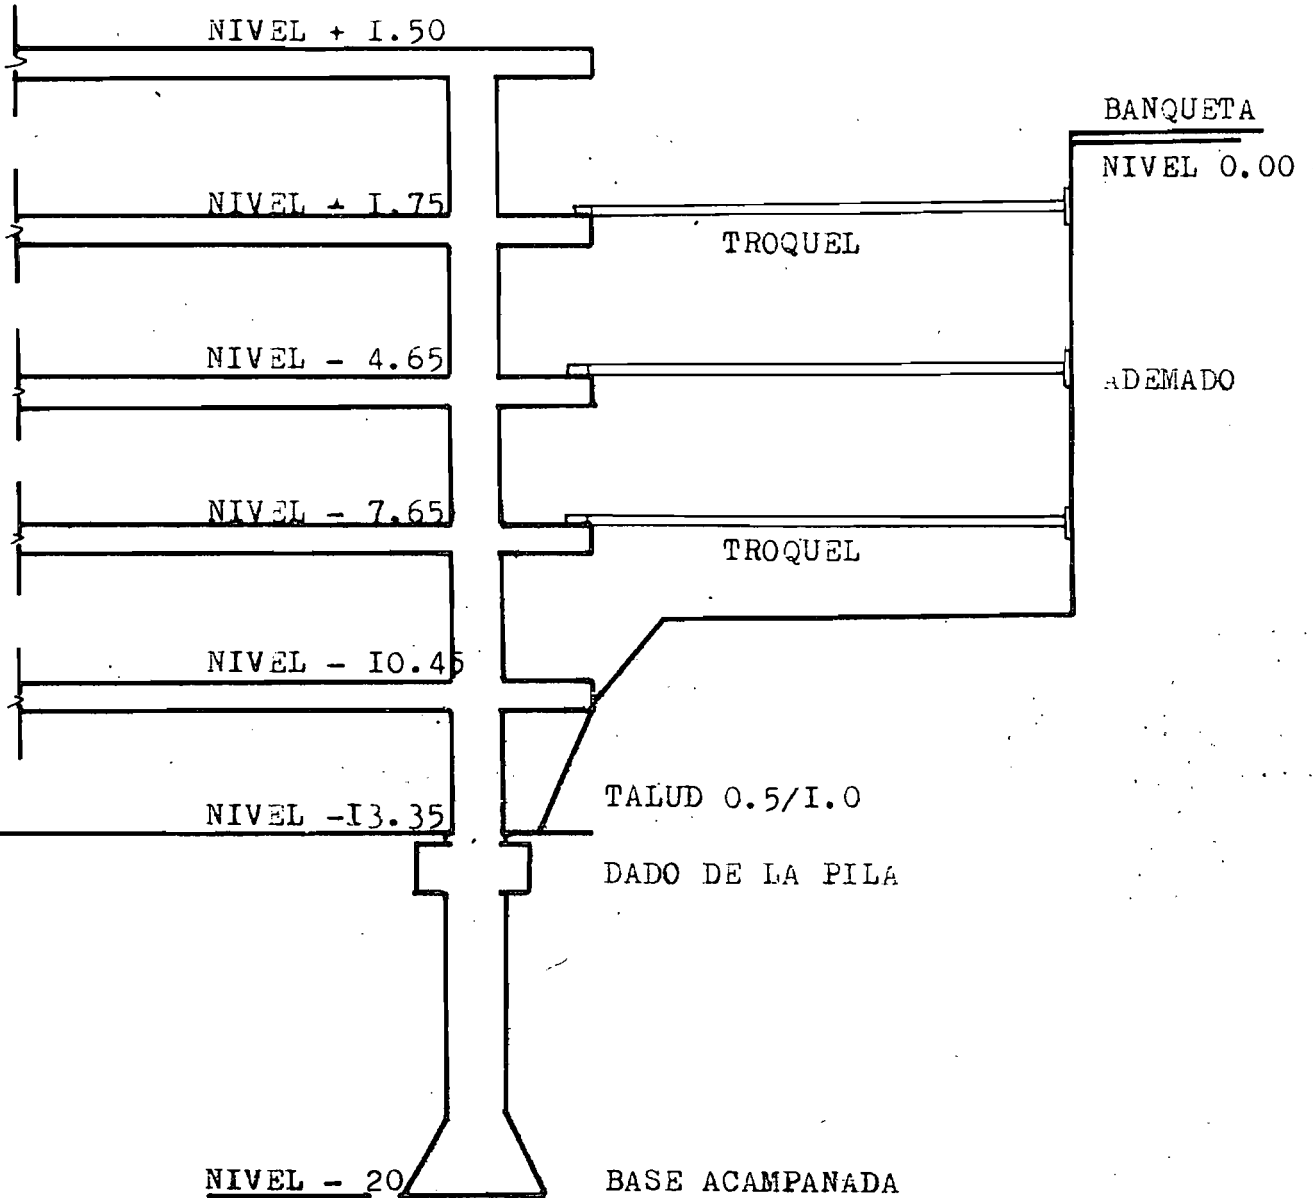 NIVEL + I.50
BANQUETA
NIVEL 0.00
NIVEL + I.75
TROQUEL
NIVEL - 4.65
ADEMADO
NIVEL - 7.65
TROQUEL
NIVEL - I0.45
TALUD 0.5/I.0
NIVEL -I3.35
DADO DE LA PILA
NIVEL - 20
BASE ACAMPANADA